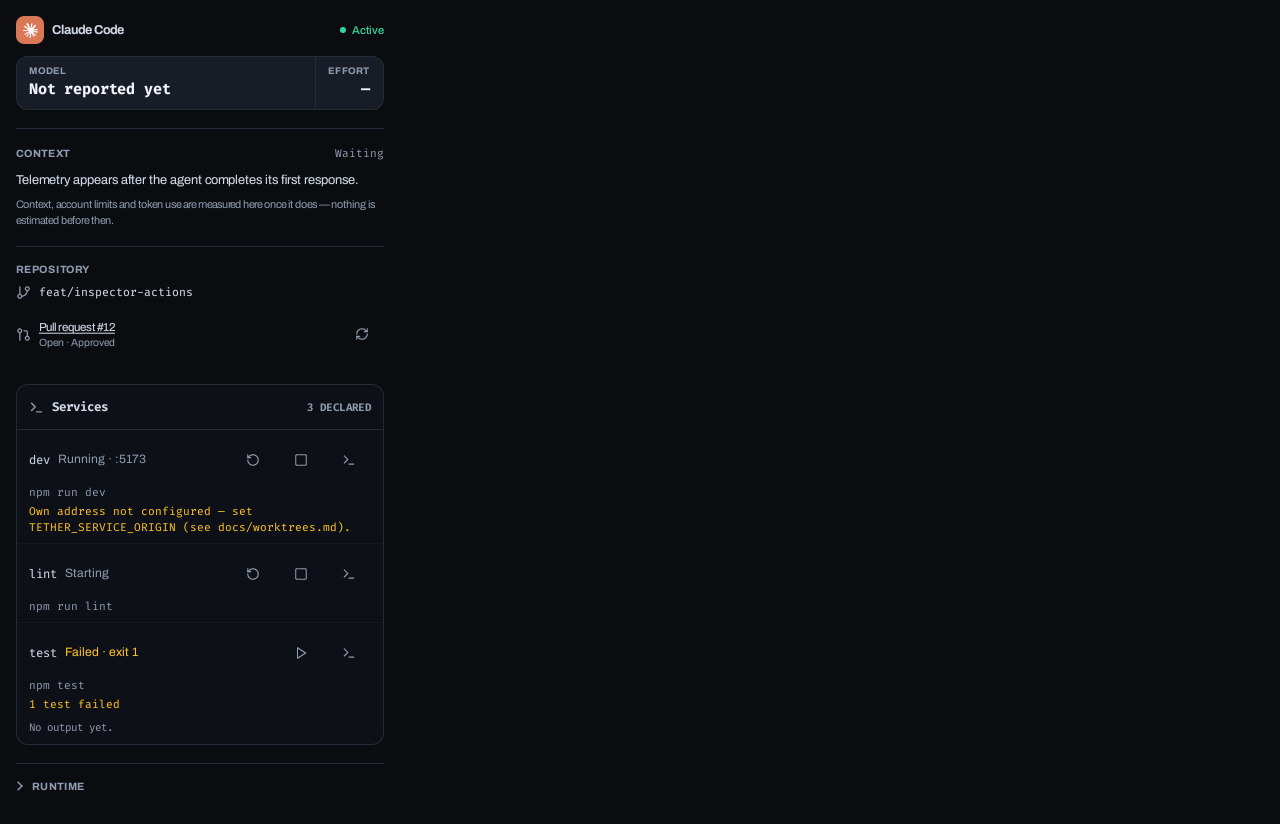 Claude Code
Active
MODEL
EFFORT
Not reported yet
—
CONTEXT
Waiting
Telemetry appears after the agent completes its first response.
Context, account limits and token use are measured here once it does — nothing is
estimated before then.
REPOSITORY
feat/inspector-actions
Pull request #12
Open · Approved
Services
3 DECLARED
dev Running · :5173
npm run dev
Own address not configured — set
TETHER_SERVICE_ORIGIN (see docs/worktrees.md).
lint Starting
npm run lint
test Failed · exit 1
npm test
1 test failed
No output yet.
RUNTIME